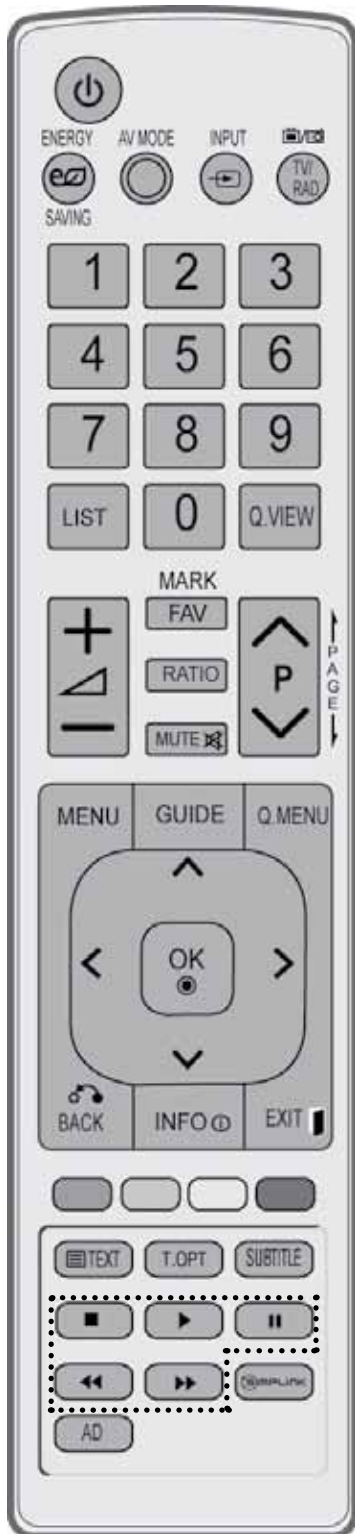 ENERGY AV MODE INPUT
TV/
RAD
SAVING
1 2 3
4 5 6
7 8 9
LIST 0 Q.VIEW
MARK
FAV
P
PAGE
RATIO
MUTE
MENU GUIDE Q.MENU
OK
BACK INFO EXIT
TEXT T.OPT SUBTITLE
SIMPLINK
AD